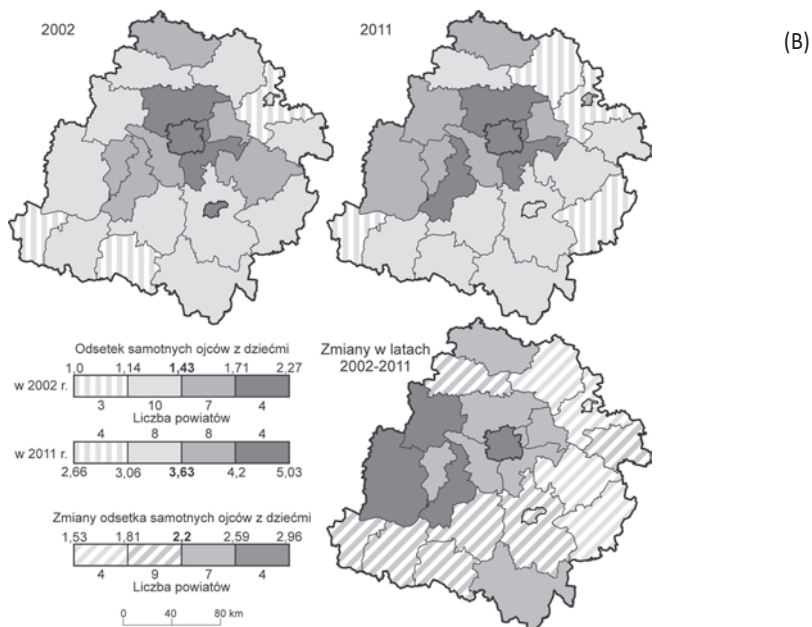 2002
2011
(B)
Odsetek samotnych ojców z dziećmi
1,0 1,14 1,43 1,71 2,27
w 2002 r.
3 10 7 4
Liczba powiatów
4 8 8 4
w 2011 r.
2,66 3,06 3,63 4,2 5,03
Zmiany odsetka samotnych ojców z dziećmi
1,53 1,81 2,2 2,59 2,96
4 9 7 4
Liczba powiatów
0 40 80 km
Zmiany w latach
2002-2011